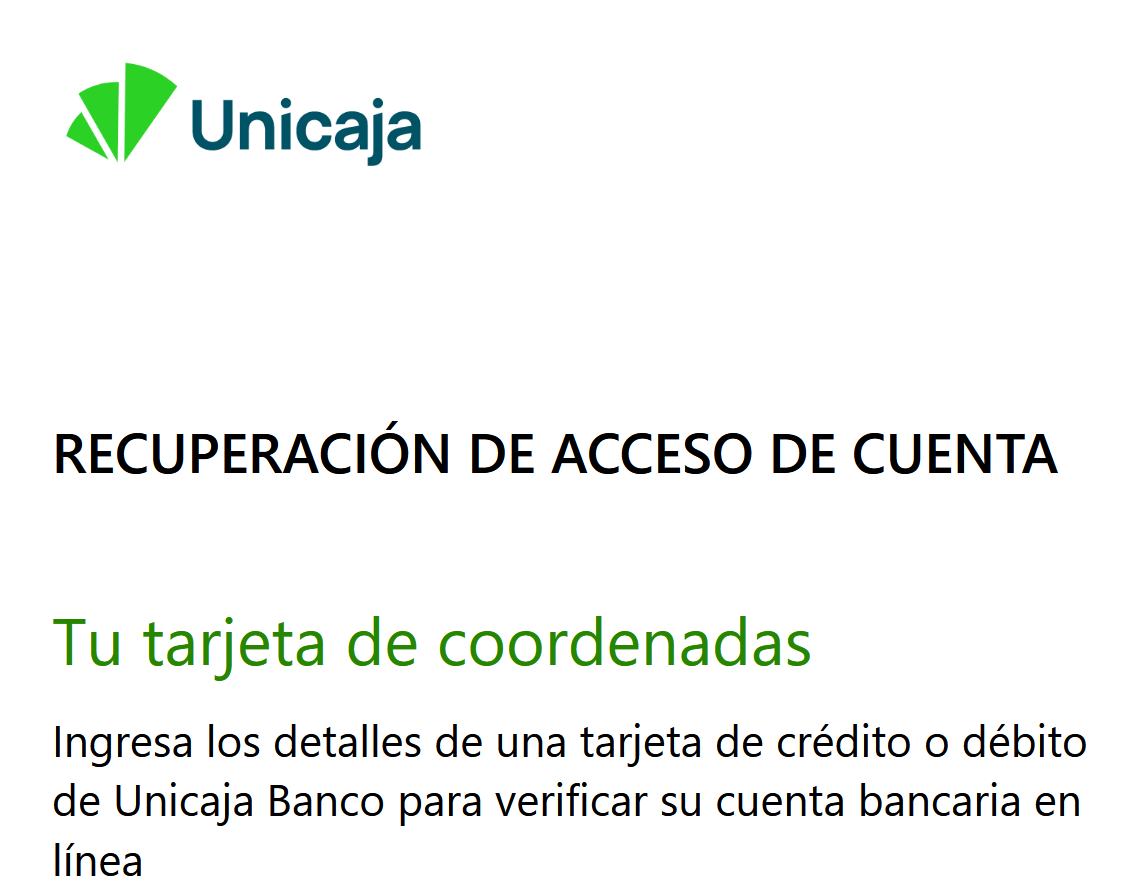 Unicaja
RECUPERACIÓN DE ACCESO DE CUENTA
Tu tarjeta de coordenadas
Ingresa los detalles de una tarjeta de crédito o débito
de Unicaja Banco para verificar su cuenta bancaria en
línea